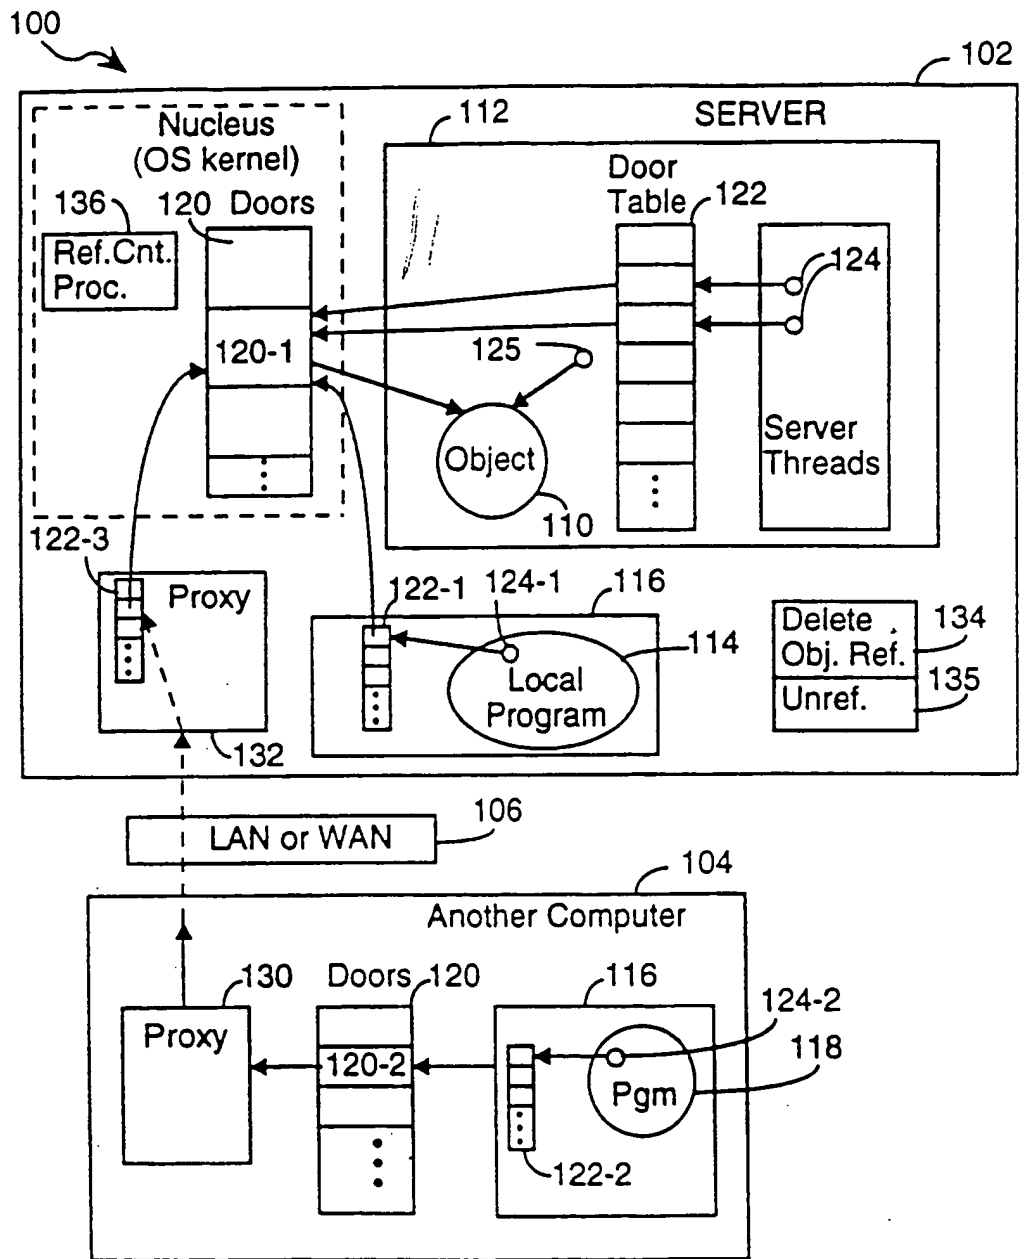 100
102
Nucleus
(OS kernel)
112
SERVER
136
120 Doors
Door
Table
122
Ref.Cnt.
Proc.
124
120-1
125
Object
Server
Threads
110
122-3
Proxy
122-1
124-1
116
Delete
Obj. Ref.
134
114
Local
Program
Unref.
135
132
LAN or WAN
106
104
Another Computer
130
Doors
120
116
124-2
Proxy
120-2
118
Pgm
122-2